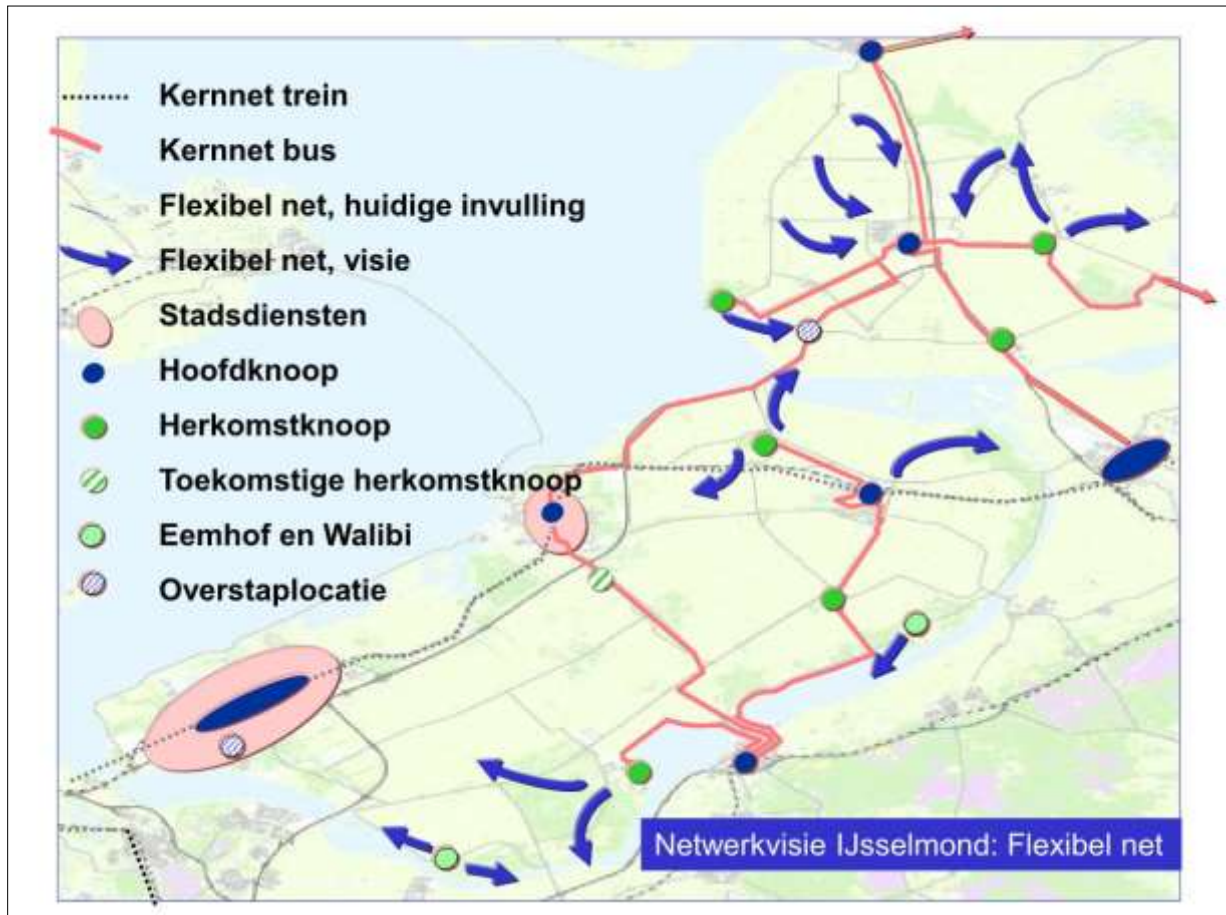 Kernnet trein
Kernnet bus
Flexibel net, huidige invulling
Flexibel net, visie
Stadsdiensten
Hoofdknoop
Herkomstknoop
Toekomstige herkomstknoop
Eemhof en Walibi
Overstaplocatie
Netwerkvisie IJsselmond: Flexibel net